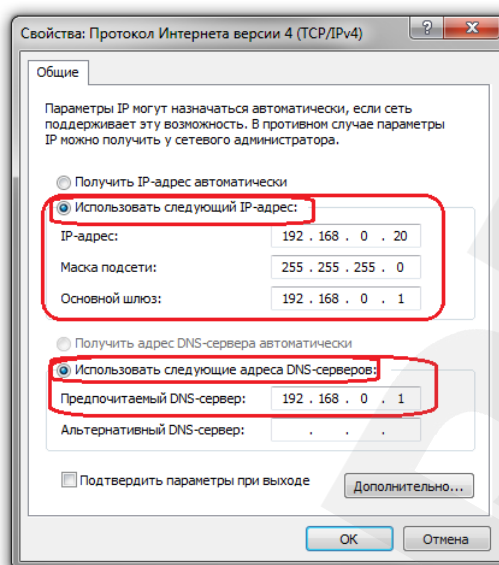 Свойства: Протокол Интернета версии 4 (TCP/IPv4)
Общие
Параметры IP могут назначаться автоматически, если сеть
поддерживает эту возможность. В противном случае параметры
IP можно получить у сетевого администратора.
Получить IP-адрес автоматически
Использовать следующий IP-адрес:
IP-адрес: 192 . 168 . 0 . 20
Маска подсети: 255 . 255 . 255 . 0
Основной шлюз: 192 . 168 . 0 . 1
Получить адрес DNS-сервера автоматически
Использовать следующие адреса DNS-серверов:
Предпочитаемый DNS-сервер: 192 . 168 . 0 . 1
Альтернативный DNS-сервер: . . .
Подтвердить параметры при выходе
Дополнительно...
ОК Отмена